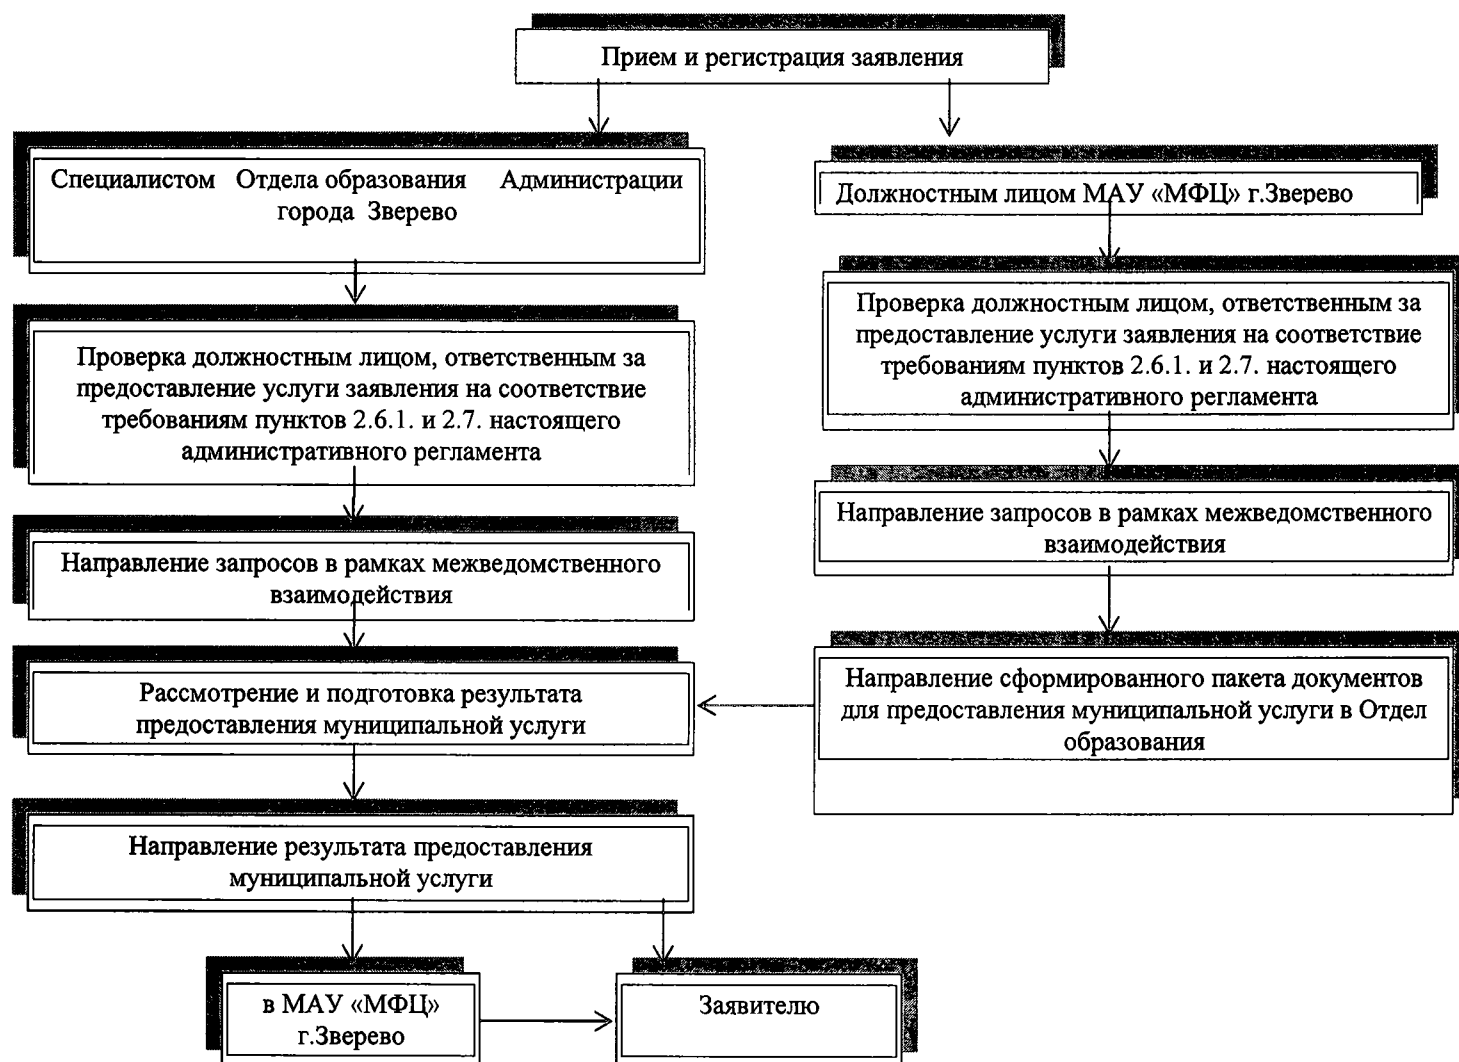 Прием и регистрация заявления
Специалистом Отдела образования Администрации
города Зверево
Должностным лицом МАУ «МФЦ» г.Зверево
Проверка должностным лицом, ответственным за
предоставление услуги заявления на соответствие
требованиям пунктов 2.6.1. и 2.7. настоящего
административного регламента
Проверка должностным лицом, ответственным за
предоставление услуги заявления на соответствие
требованиям пунктов 2.6.1. и 2.7. настоящего
административного регламента
Направление запросов в рамках межведомственного
взаимодействия
Направление запросов в рамках межведомственного
взаимодействия
Рассмотрение и подготовка результата
предоставления муниципальной услуги
Направление сформированного пакета документов
для предоставления муниципальной услуги в Отдел
образования
Направление результата предоставления
муниципальной услуги
в МАУ «МФЦ»
г.Зверево
Заявителю